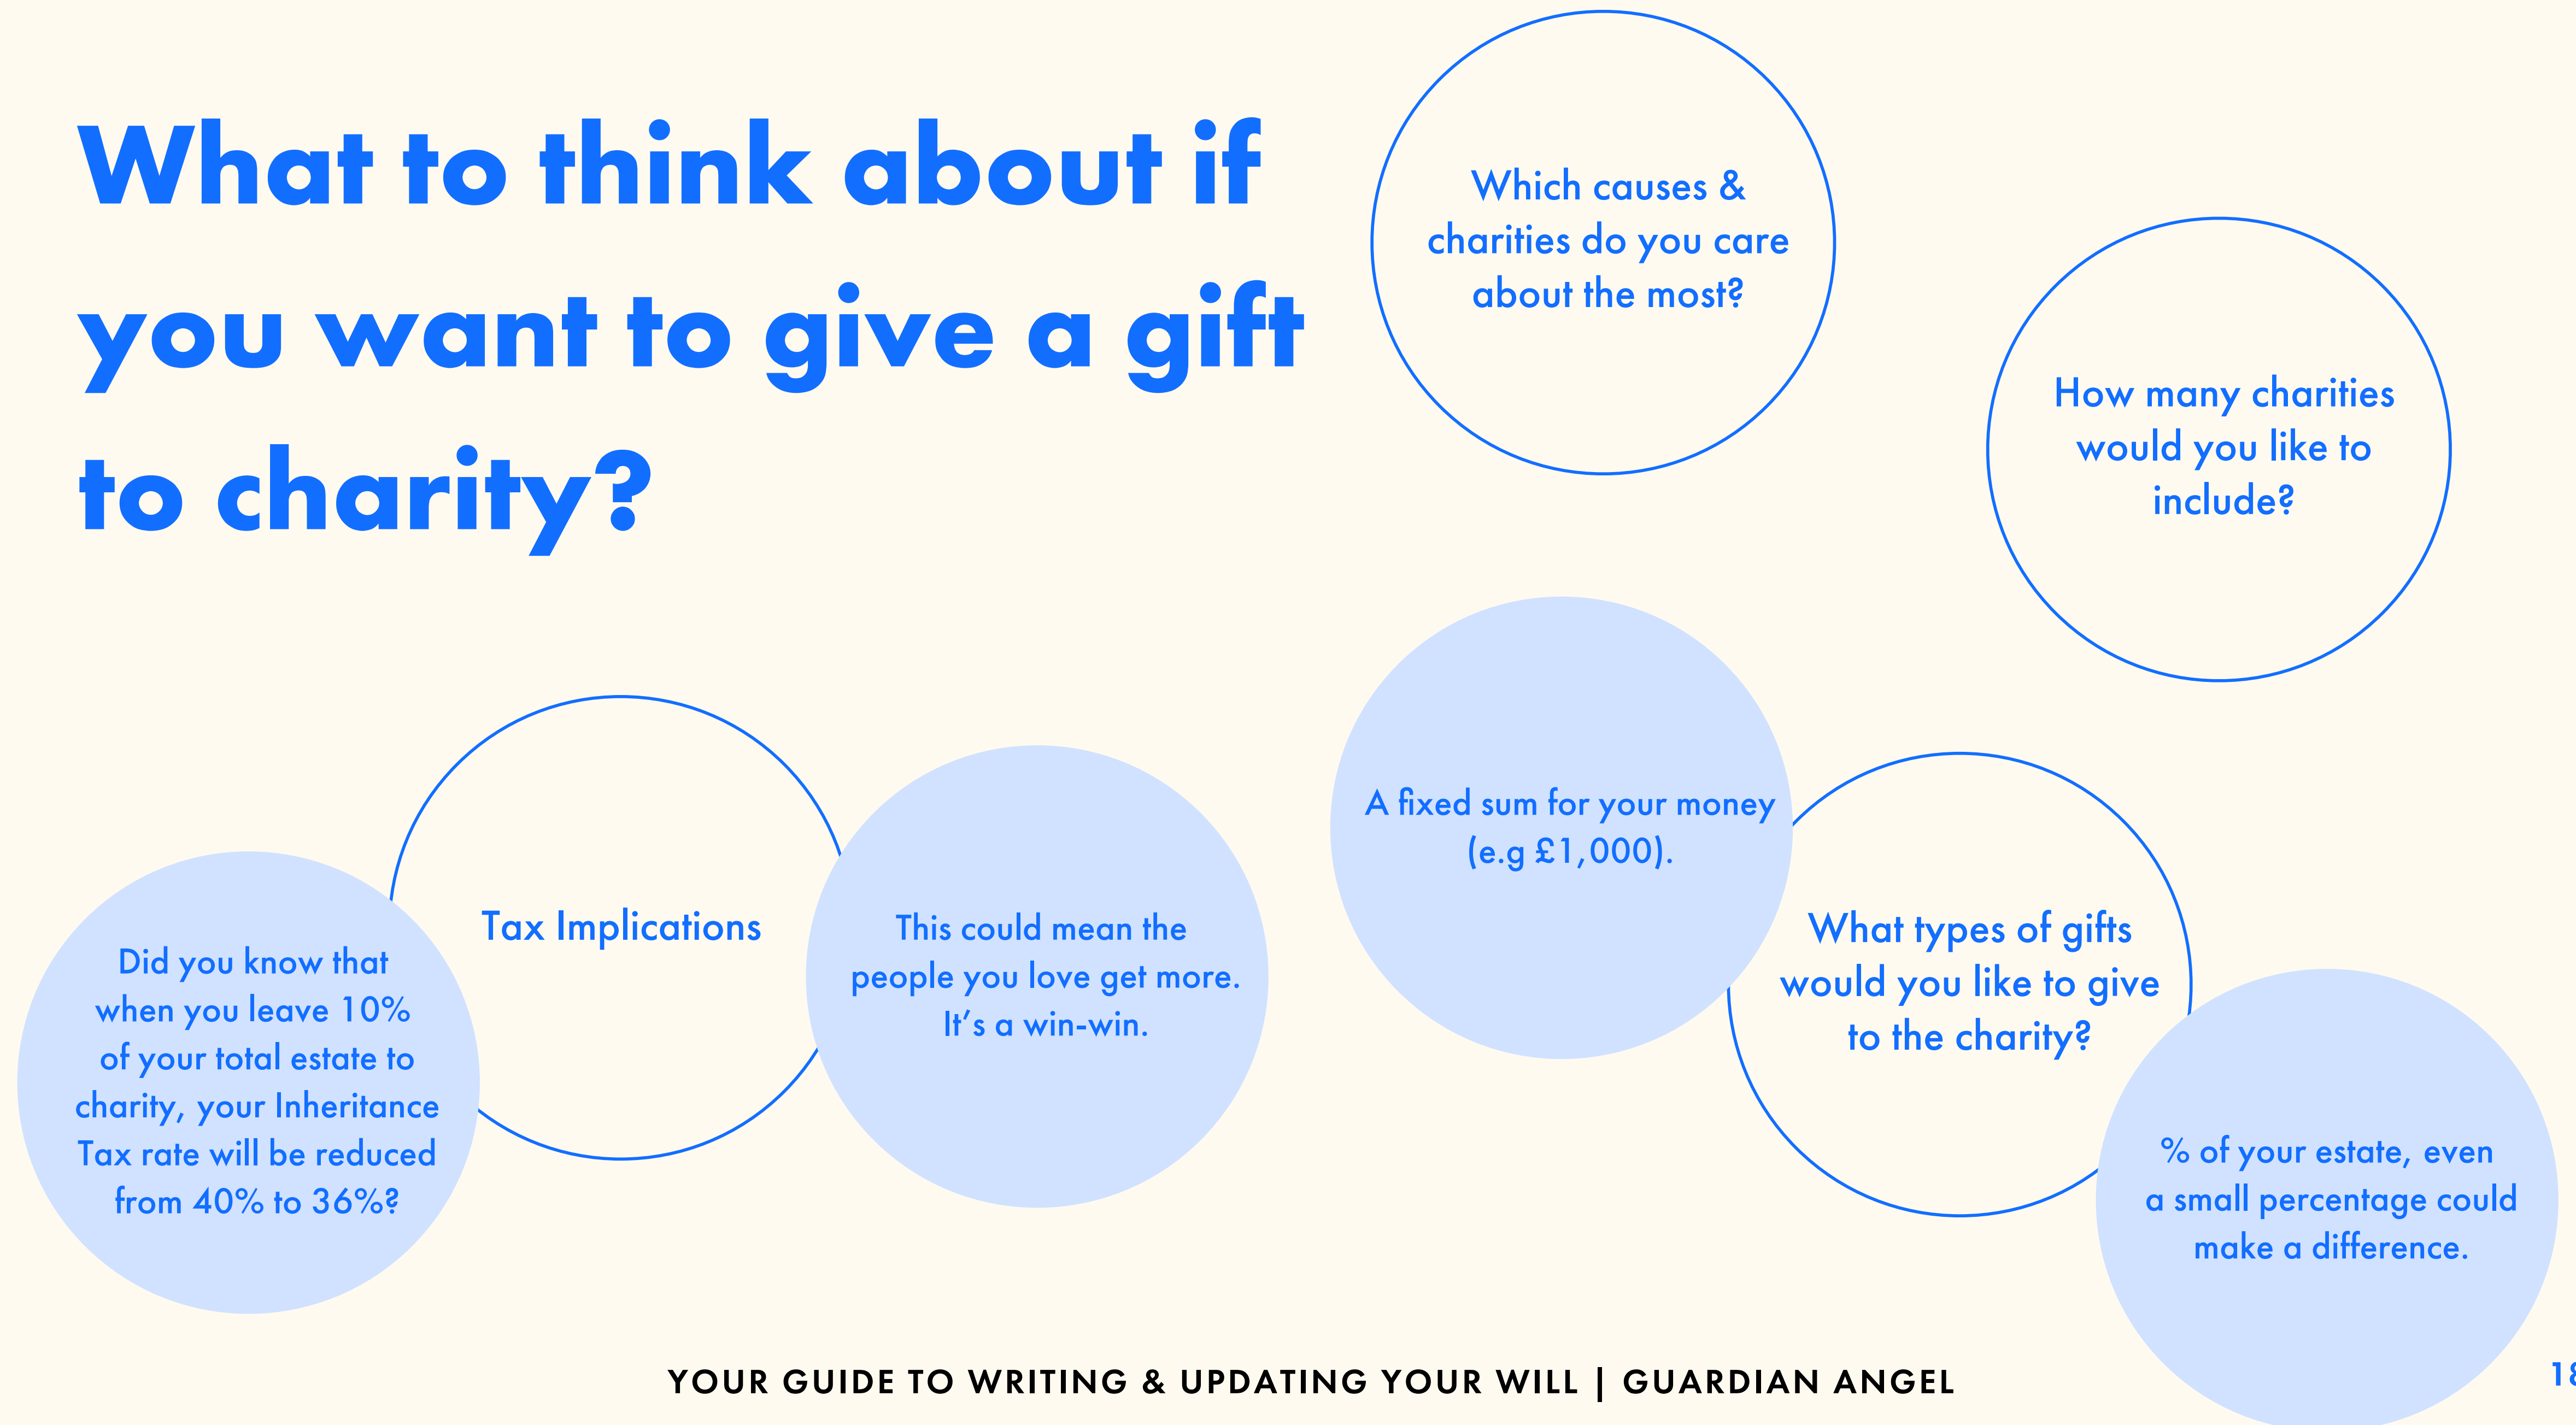 What to think about if
you want to give a gift
to charity?
Which causes &
charities do you care
about the most?
How many charities
would you like to
include?
Tax Implications
Did you know that
when you leave 10%
of your total estate to
charity, your Inheritance
Tax rate will be reduced
from 40% to 36%?
This could mean the
people you love get more.
It’s a win-win.
A fixed sum for your money
(e.g £1,000).
What types of gifts
would you like to give
to the charity?
% of your estate, even
a small percentage could
make a difference.
YOUR GUIDE TO WRITING & UPDATING YOUR WILL | GUARDIAN ANGEL
18